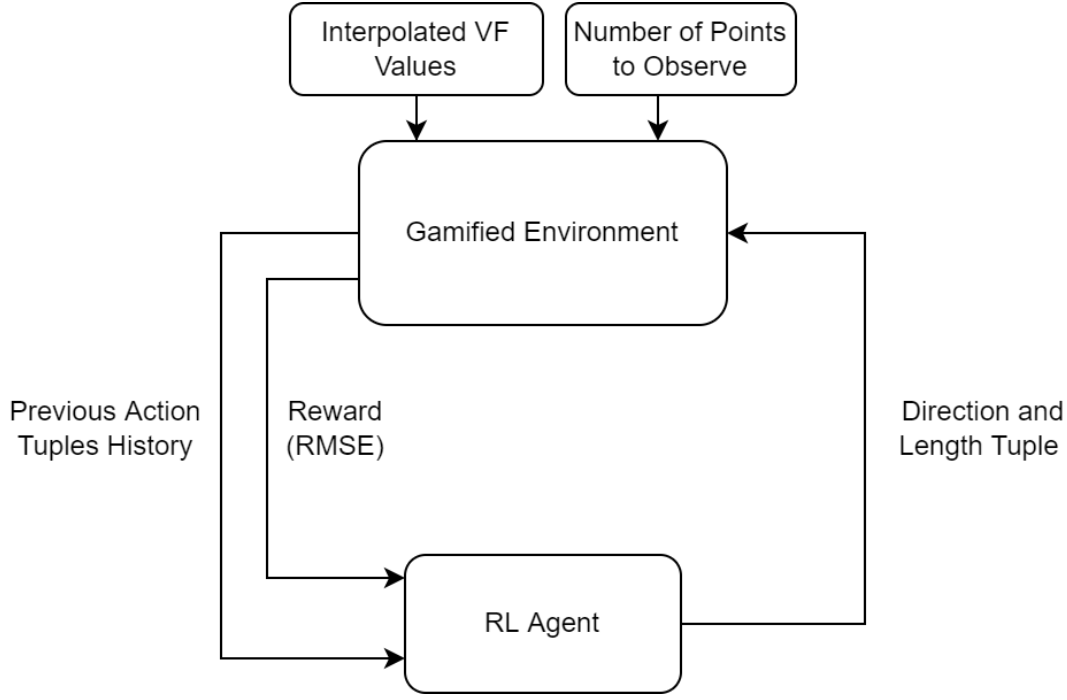 Interpolated VF
Values
Number of Points
to Observe
Gamified Environment
Previous Action
Tuples History
Reward
(RMSE)
Direction and
Length Tuple
RL Agent